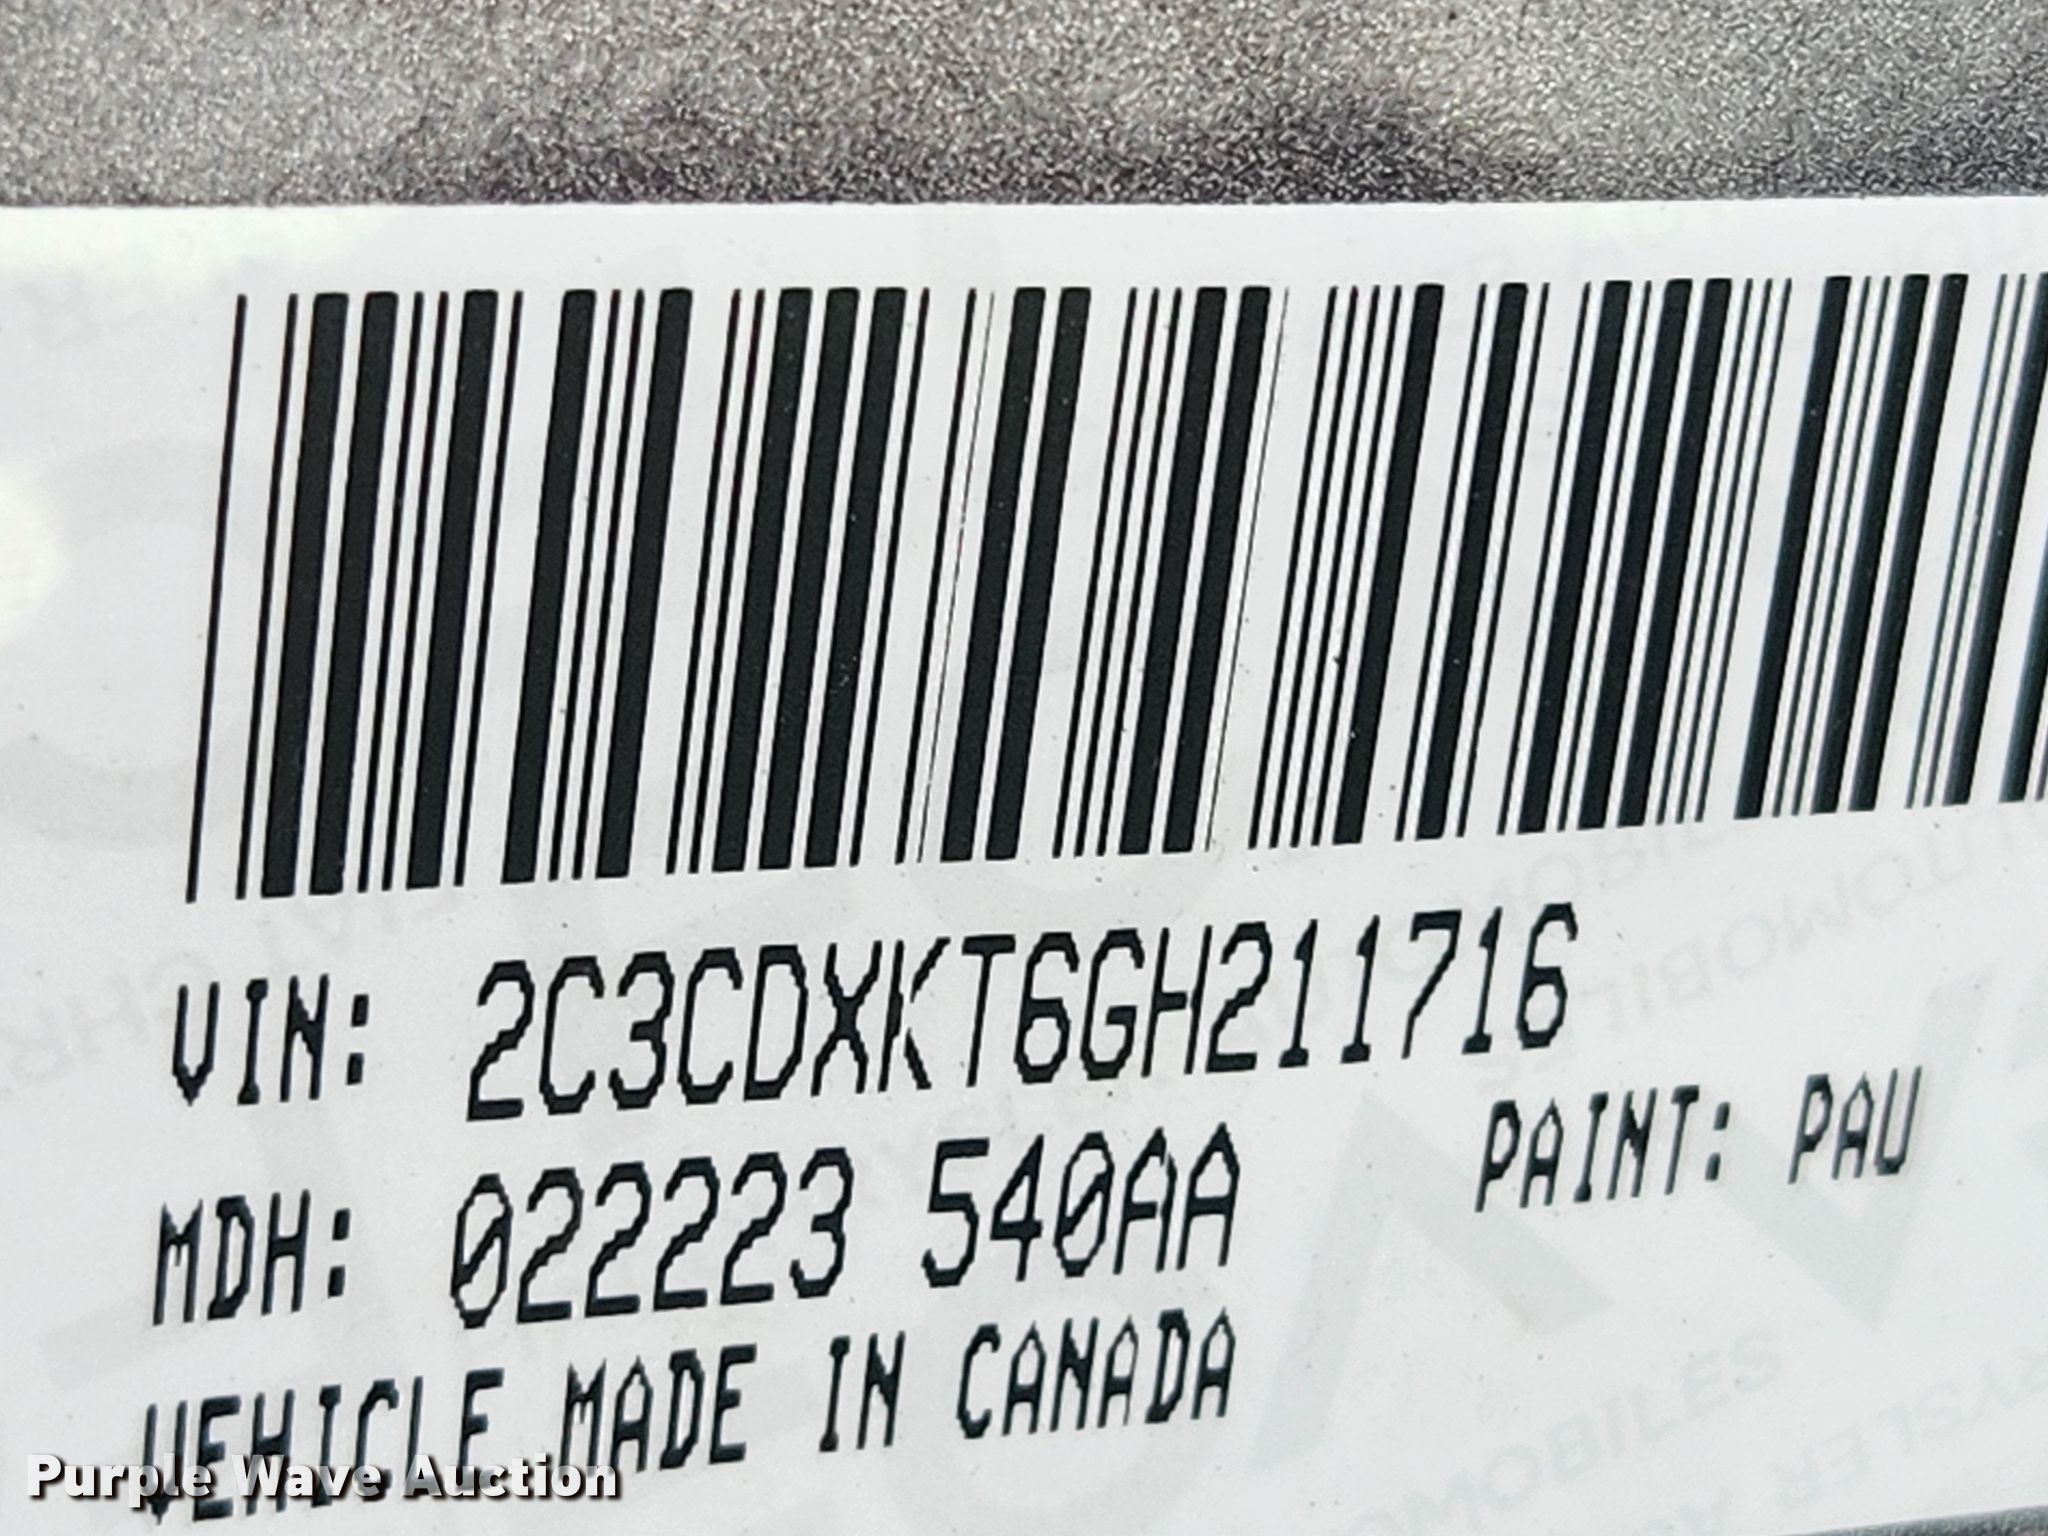 VIN: 2C3CDXKT6GH211716
MDH: 022223 540AA PAINT: PAU
VEHICLE MADE IN CANADA
Purple Wave Auction